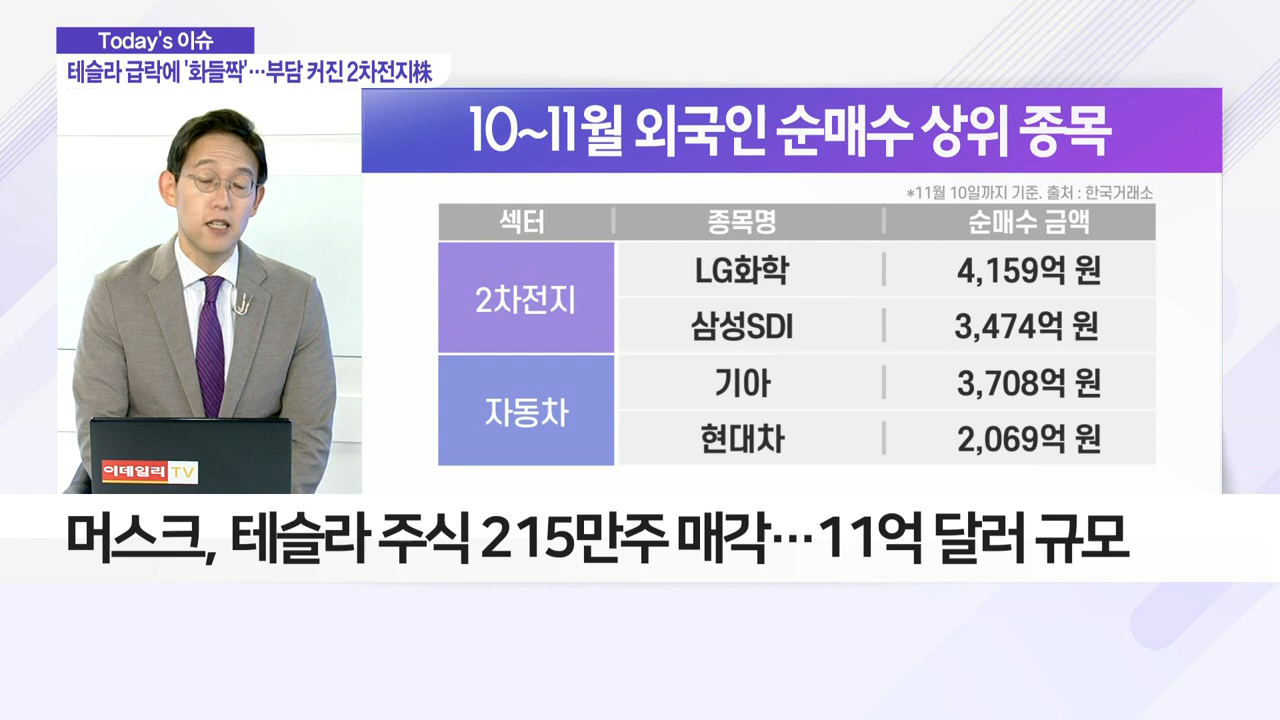 Today's 이슈
테슬라 급락에 '화들짝'…부담 커진 2차전지株
10~11월 외국인 순매수 상위 종목
*11월 10일까지 기준. 출처 : 한국거래소
섹터 종목명 순매수 금액
2차전지
LG화학 4,159억 원
삼성SDI 3,474억 원
자동차
기아 3,708억 원
현대차 2,069억 원
이데일리 TV
머스크, 테슬라 주식 215만주 매각…11억 달러 규모